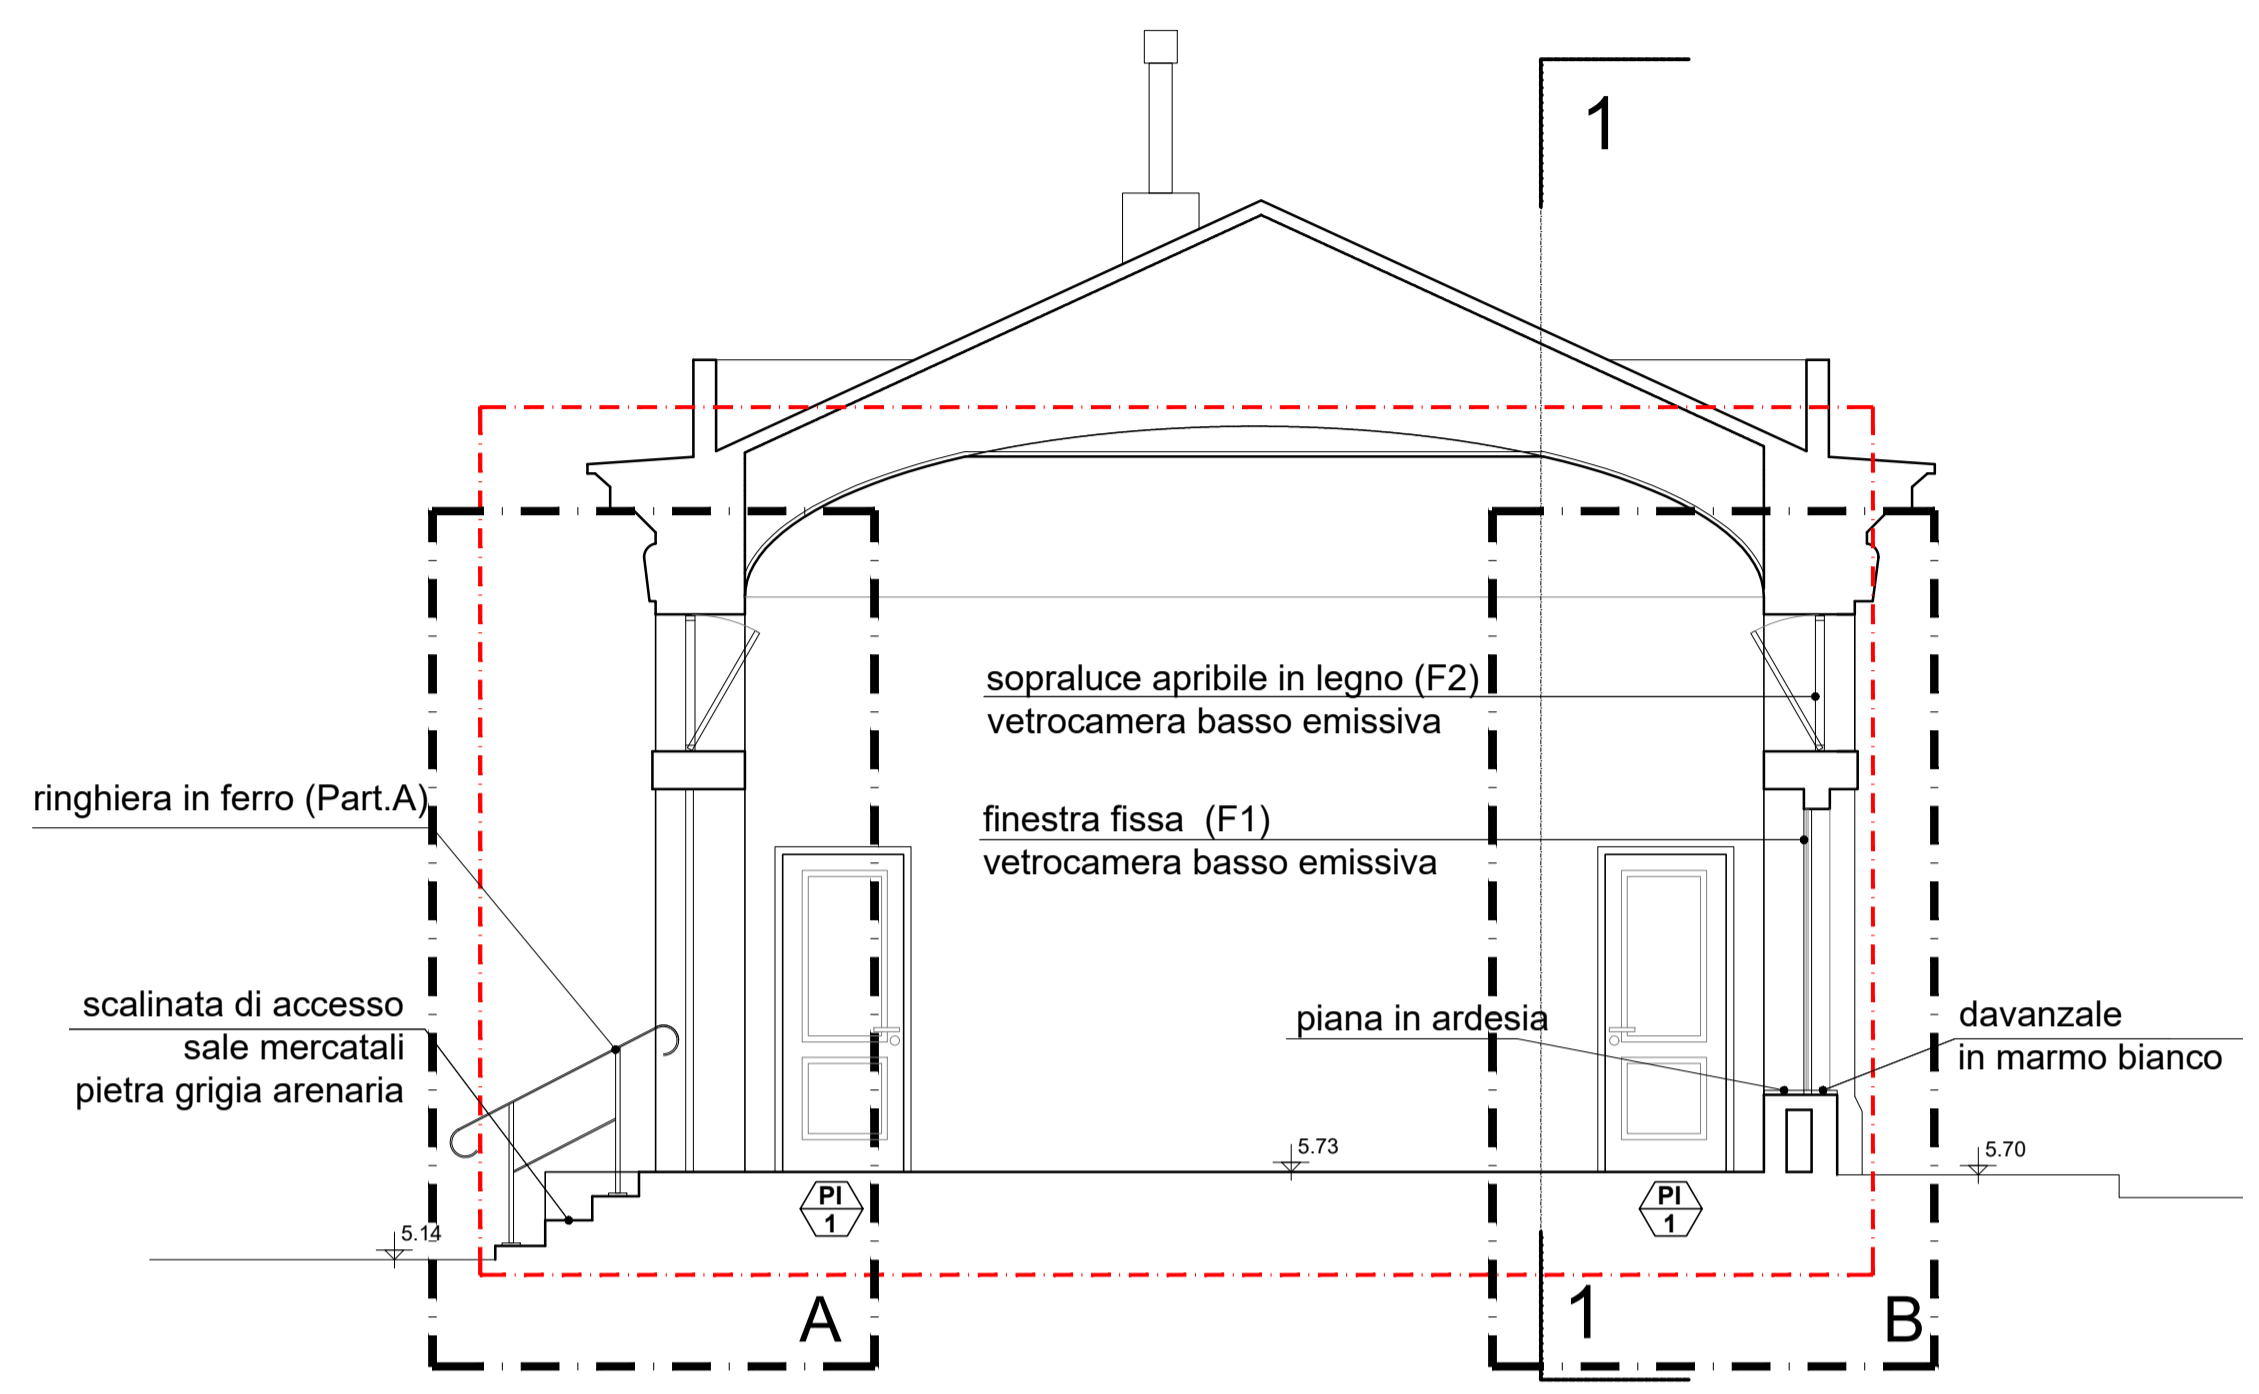 1
sopraluce apribile in legno (F2)
vetrocamera basso emissiva
ringhiera in ferro (Part.A)
finestra fissa (F1)
vetrocamera basso emissiva
scalinata di accesso
sale mercatali
pietra grigia arenaria
piana in ardesia
davanzale
in marmo bianco
5.73
5.70
PI
1
PI
1
5.14
A
1
B